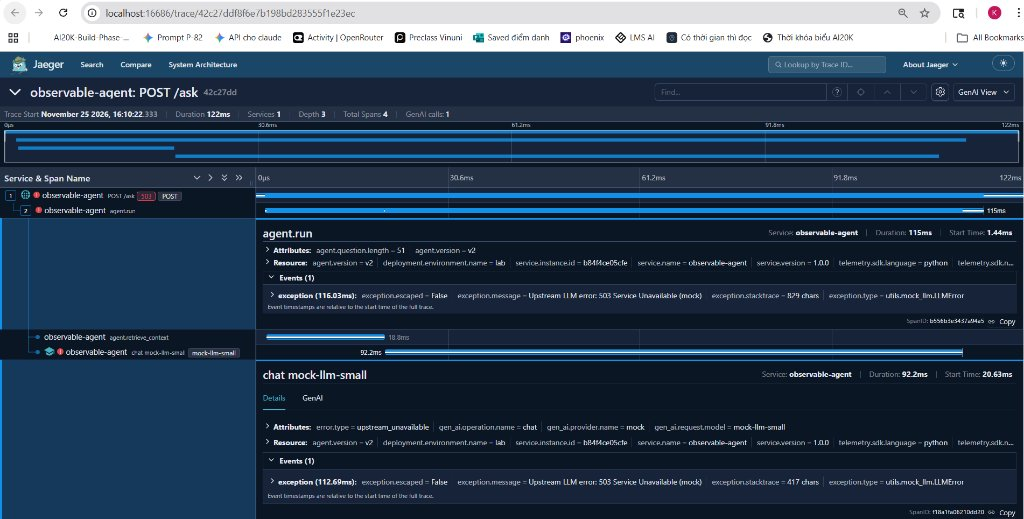 localhost:16686/trace/42c27ddf8f6e7b198bd283555f1e23ec
AI20K-Build-Phase -... Prompt P-82 API cho claude Activity | OpenRouter Preclass Vinuni Saved điểm danh phoenix LMS AI Có thời gian thì đọc Thời khóa biểu AI20K All Bookmarks
Jaeger Search Compare System Architecture Lookup by Trace ID... About Jaeger
observable-agent: POST /ask 42c27dd Find... GenAI View
Trace Start November 25 2026, 16:10:22.333 Duration 122ms Services 1 Depth 3 Total Spans 4 GenAI calls: 1
0μs 30.6ms 61.2ms 91.8ms 122ms
Service & Span Name 0μs 30.6ms 61.2ms 91.8ms 122ms
1 observable-agent POST /ask 503 POST
2 observable-agent agent.run 115ms
agent.run Service: observable-agent Duration: 115ms Start Time: 1.44ms
Attributes: agent.question.length = 51 agent.version = v2
Resource: agent.version = v2 deployment.environment.name = lab service.instance.id = b84f4ce05cfe service.name = observable-agent service.version = 1.0.0 telemetry.sdk.language = python telemetry.sdk.n...
Events (1)
exception (116.03ms): exception.escaped = False exception.message = Upstream LLM error: 503 Service Unavailable (mock) exception.stacktrace = 829 chars exception.type = utils.mock_llm.LLMError
Event timestamps are relative to the start time of the full trace.
SpanID: b656b3e3437a94a5 Copy
observable-agent agent.retrieve_context 18.8ms
observable-agent chat mock-llm-small mock-llm-small 92.2ms
chat mock-llm-small Service: observable-agent Duration: 92.2ms Start Time: 20.63ms
Details GenAI
Attributes: error.type = upstream_unavailable gen_ai.operation.name = chat gen_ai.provider.name = mock gen_ai.request.model = mock-llm-small
Resource: agent.version = v2 deployment.environment.name = lab service.instance.id = b84f4ce05cfe service.name = observable-agent service.version = 1.0.0 telemetry.sdk.language = python telemetry.sdk.n...
Events (1)
exception (112.69ms): exception.escaped = False exception.message = Upstream LLM error: 503 Service Unavailable (mock) exception.stacktrace = 417 chars exception.type = utils.mock_llm.LLMError
Event timestamps are relative to the start time of the full trace.
SpanID: f18a1fa06210dd20 Copy